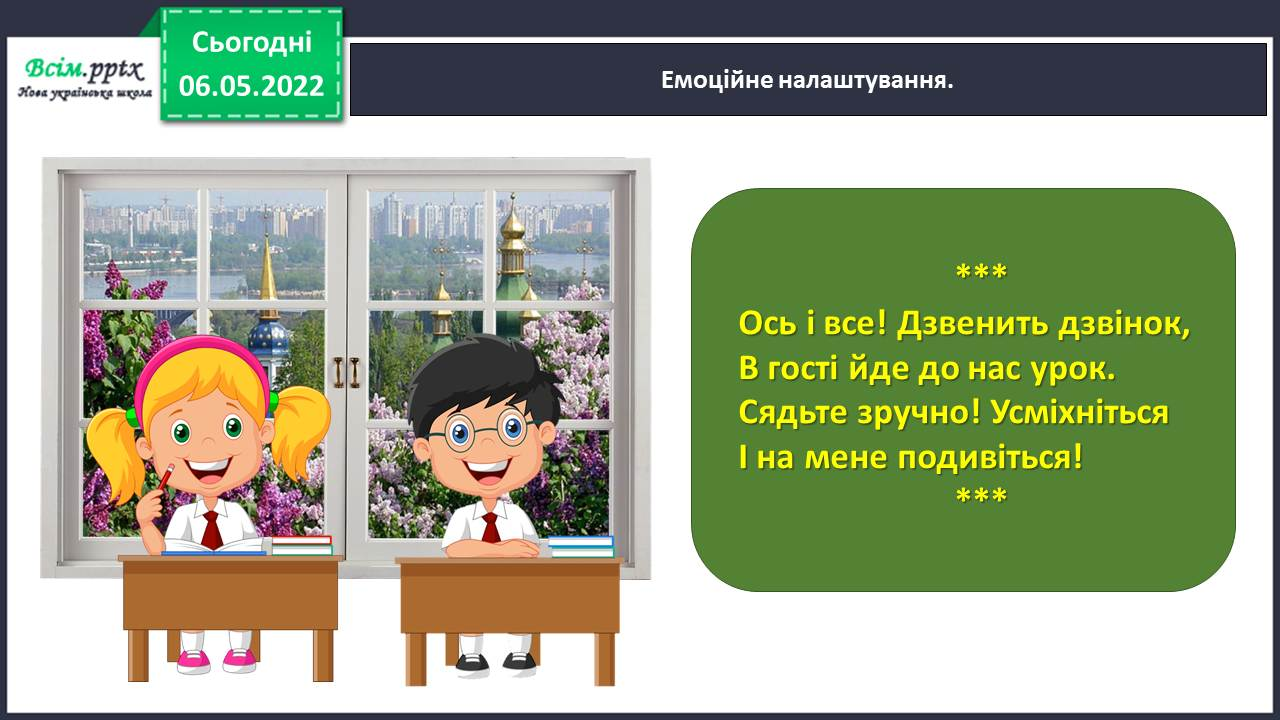 Всім.pptx
Нова українська школа
Сьогодні
06.05.2022
Емоційне налаштування.
***
Ось і все! Дзвенить дзвінок,
В гості йде до нас урок.
Сядьте зручно! Усміхніться
І на мене подивіться!
***